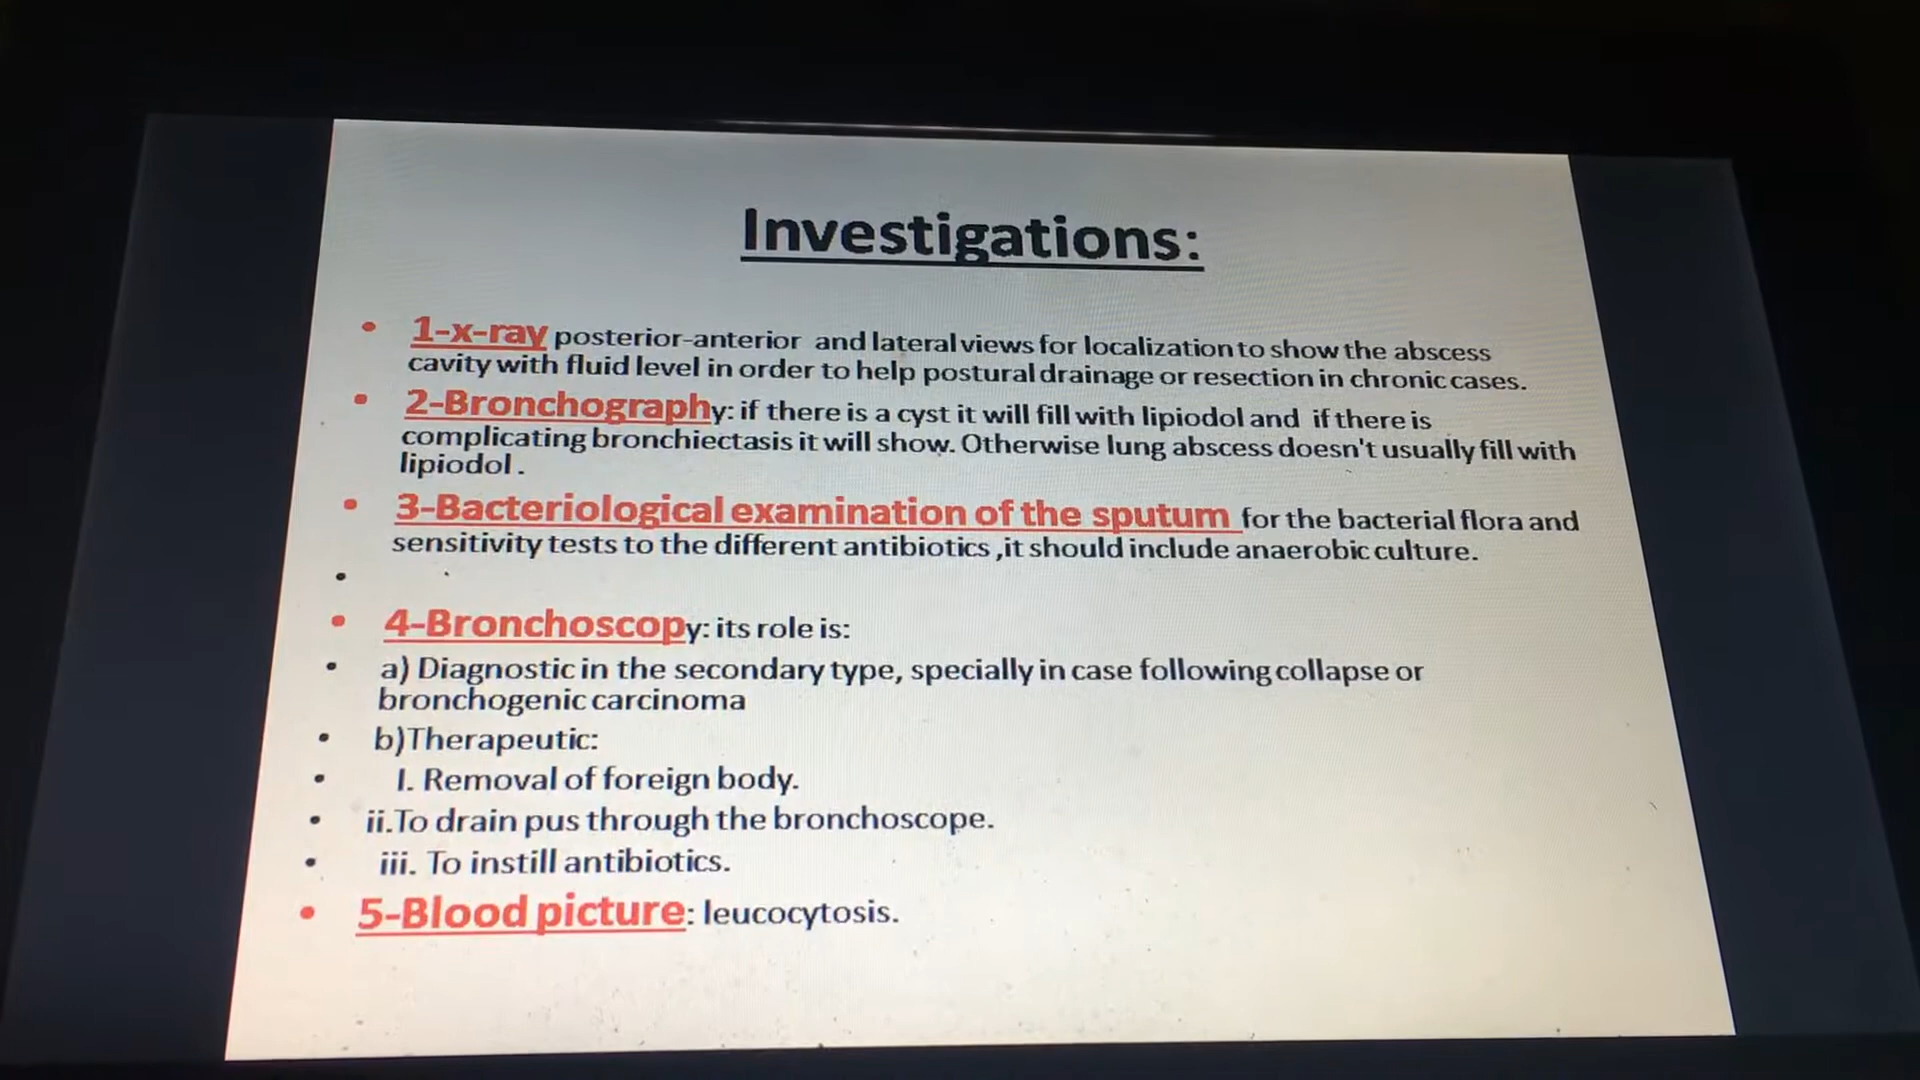 Investigations:
• 1-x-ray posterior-anterior and lateral views for localization to show the abscess
cavity with fluid level in order to help postural drainage or resection in chronic cases.
• 2-Bronchography: if there is a cyst it will fill with lipiodol and if there is
complicating bronchiectasis it will show. Otherwise lung abscess doesn't usually fill with
lipiodol.
• 3-Bacteriological examination of the sputum for the bacterial flora and
sensitivity tests to the different antibiotics ,it should include anaerobic culture.
•
• 4-Bronchoscopy: its role is:
• a) Diagnostic in the secondary type, specially in case following collapse or
bronchogenic carcinoma
• b)Therapeutic:
• I. Removal of foreign body.
• ii.To drain pus through the bronchoscope.
• iii. To instill antibiotics.
• 5-Blood picture: leucocytosis.